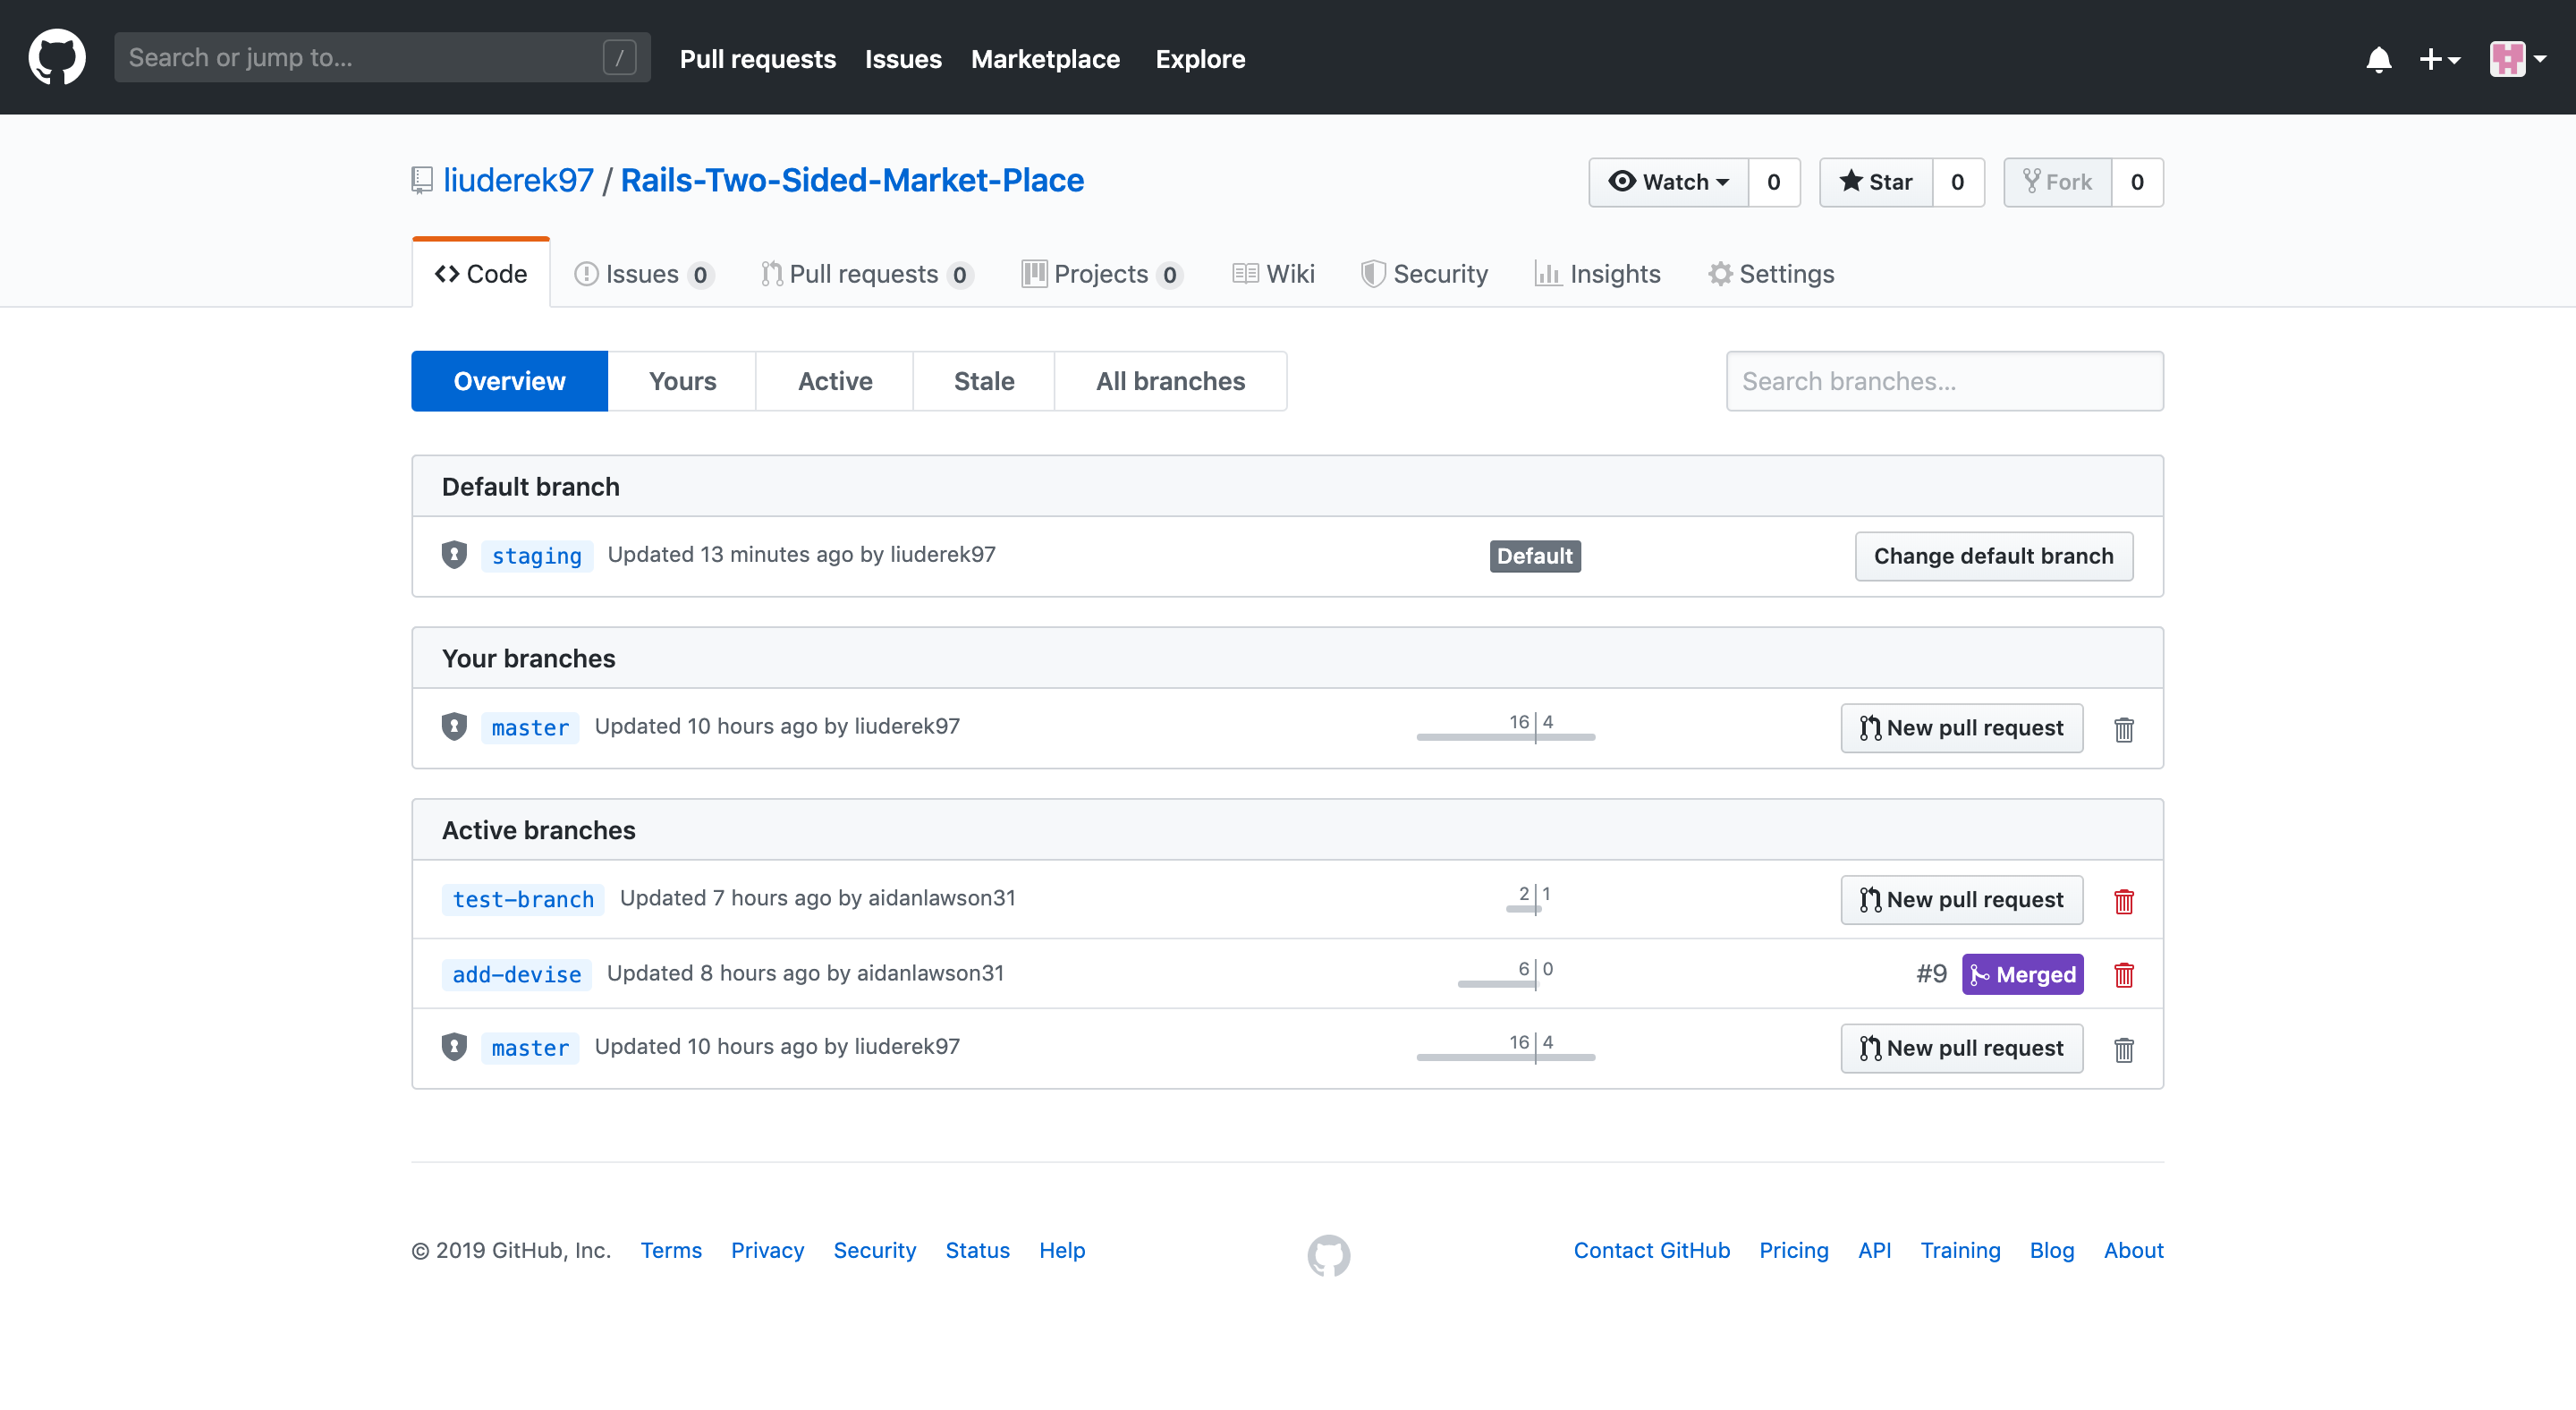 Search or jump to... / Pull requests Issues Marketplace Explore
liuderek97 / Rails-Two-Sided-Market-Place Watch 0 Star 0 Fork 0
Code Issues 0 Pull requests 0 Projects 0 Wiki Security Insights Settings
Overview Yours Active Stale All branches Search branches...
Default branch
staging Updated 13 minutes ago by liuderek97 Default Change default branch
Your branches
master Updated 10 hours ago by liuderek97 16 4 New pull request
Active branches
test-branch Updated 7 hours ago by aidanlawson31 2 1 New pull request
add-devise Updated 8 hours ago by aidanlawson31 6 0 #9 Merged
master Updated 10 hours ago by liuderek97 16 4 New pull request
© 2019 GitHub, Inc. Terms Privacy Security Status Help Contact GitHub Pricing API Training Blog About